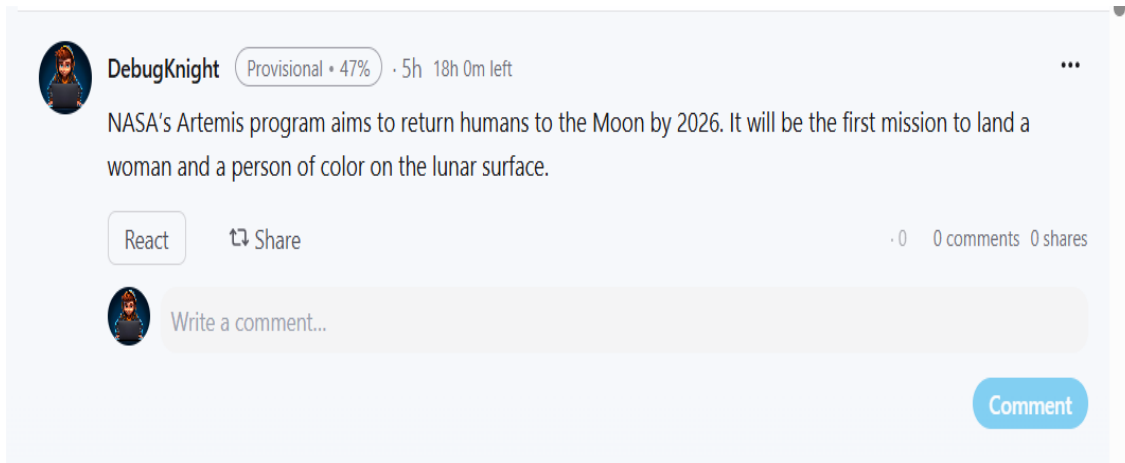 DebugKnight Provisional • 47% · 5h 18h 0m left
NASA's Artemis program aims to return humans to the Moon by 2026. It will be the first mission to land a
woman and a person of color on the lunar surface.
React Share · 0 0 comments 0 shares
Write a comment...
Comment